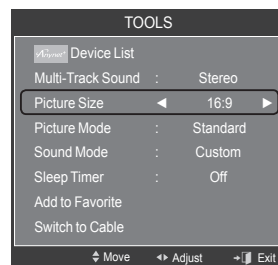 TOOLS
Anynet+ Device List
Multi-Track Sound : Stereo
Picture Size ◄ 16:9 ►
Picture Mode : Standard
Sound Mode : Custom
Sleep Timer : Off
Add to Favorite
Switch to Cable
Move Adjust Exit